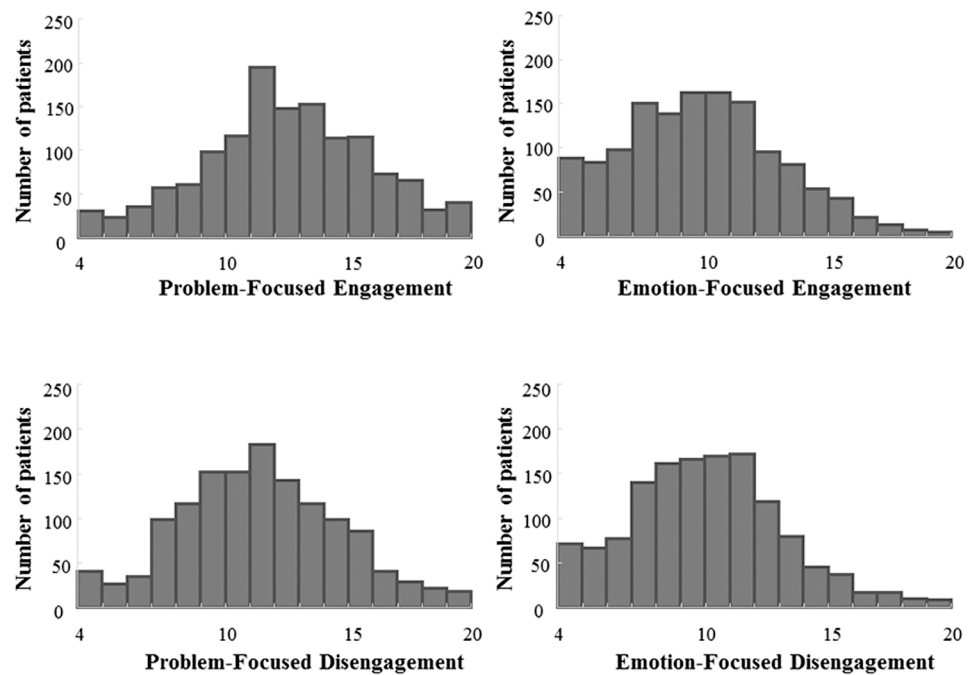 250
200
150
100
50
0
Number of patients
4 10 15 20
Problem-Focused Engagement
250
200
150
100
50
0
Number of patients
4 10 15 20
Emotion-Focused Engagement
250
200
150
100
50
0
Number of patients
4 10 15 20
Problem-Focused Disengagement
250
200
150
100
50
0
Number of patients
4 10 15 20
Emotion-Focused Disengagement